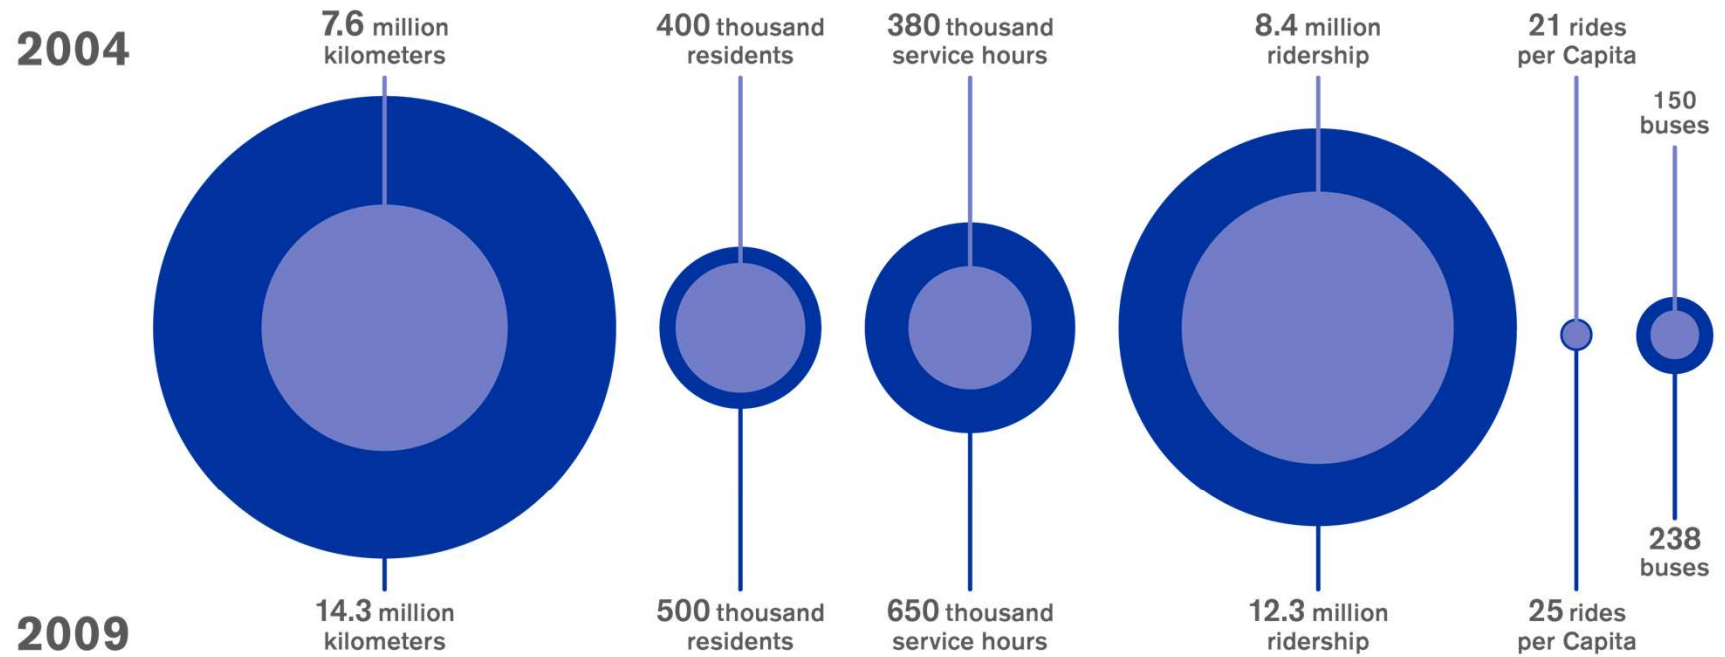 2004
7.6 million
kilometers
400 thousand
residents
380 thousand
service hours
8.4 million
ridership
21 rides
per Capita
150
buses
2009
14.3 million
kilometers
500 thousand
residents
650 thousand
service hours
12.3 million
ridership
25 rides
per Capita
238
buses